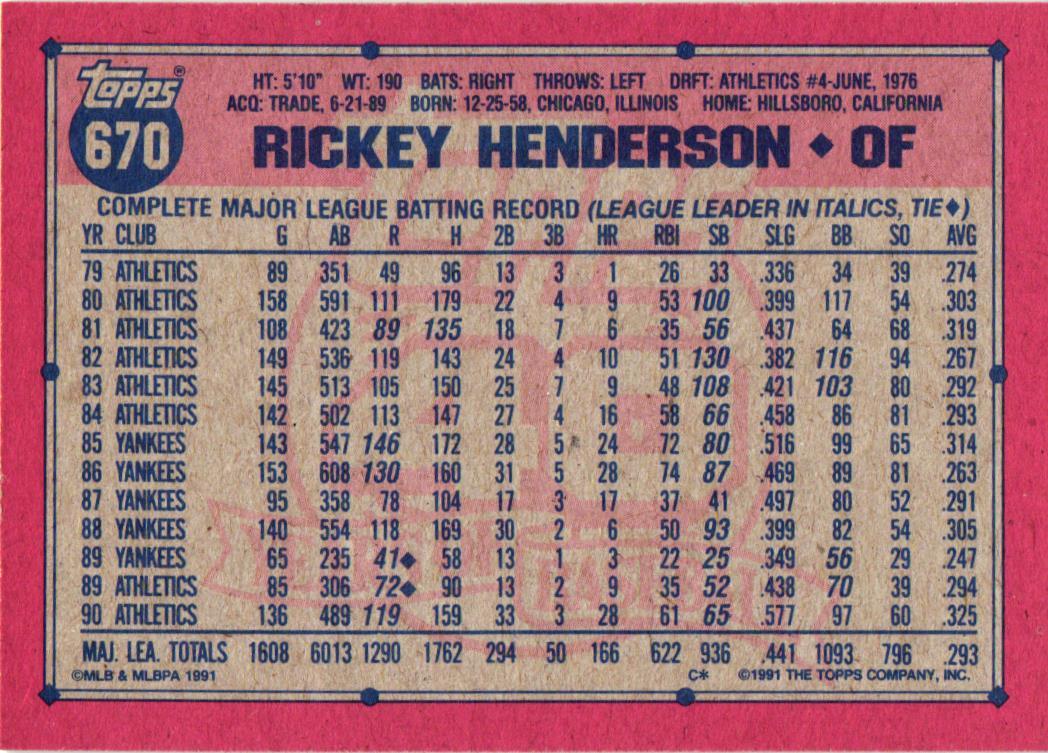 topps®
670
HT: 5'10" WT: 190 BATS: RIGHT THROWS: LEFT DRFT: ATHLETICS #4-JUNE, 1976
ACQ: TRADE, 6-21-89 BORN: 12-25-58, CHICAGO, ILLINOIS HOME: HILLSBORO, CALIFORNIA
RICKEY HENDERSON ♦ OF
COMPLETE MAJOR LEAGUE BATTING RECORD (LEAGUE LEADER IN ITALICS, TIE♦)
YR CLUB G AB R H 2B 3B HR RBI SB SLG BB SO AVG
79 ATHLETICS 89 351 49 96 13 3 1 26 33 .336 34 39 .274
80 ATHLETICS 158 591 111 179 22 4 9 53 100 .399 117 54 .303
81 ATHLETICS 108 423 89 135 18 7 6 35 56 .437 64 68 .319
82 ATHLETICS 149 536 119 143 24 4 10 51 130 .382 116 94 .267
83 ATHLETICS 145 513 105 150 25 7 9 48 108 .421 103 80 .292
84 ATHLETICS 142 502 113 147 27 4 16 58 66 .458 86 81 .293
85 YANKEES 143 547 146 172 28 5 24 72 80 .516 99 65 .314
86 YANKEES 153 608 130 160 31 5 28 74 87 .469 89 81 .263
87 YANKEES 95 358 78 104 17 3 17 37 41 .497 80 52 .291
88 YANKEES 140 554 118 169 30 2 6 50 93 .399 82 54 .305
89 YANKEES 65 235 41♦ 58 13 1 3 22 25 .349 56 29 .247
89 ATHLETICS 85 306 72♦ 90 13 2 9 35 52 .438 70 39 .294
90 ATHLETICS 136 489 119 159 33 3 28 61 65 .577 97 60 .325
MAJ. LEA. TOTALS 1608 6013 1290 1762 294 50 166 622 936 .441 1093 796 .293
©MLB & MLBPA 1991 C* ©1991 THE TOPPS COMPANY, INC.